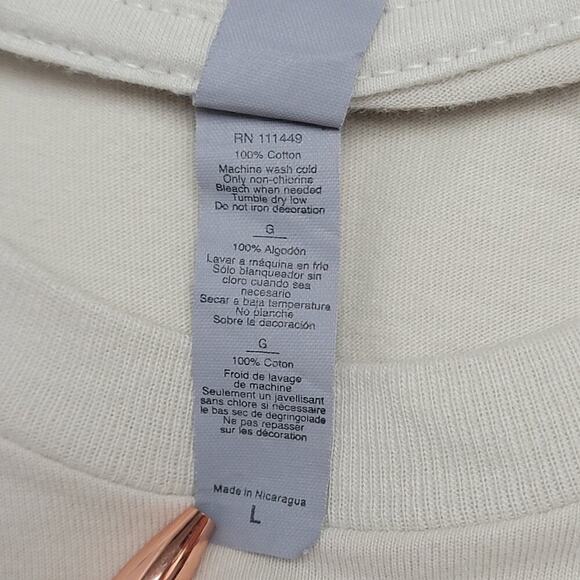 RN 111449
100% Cotton
Machine wash cold
Only non-chlorine
Bleach when needed
Tumble dry low
Do not iron decoration
G
100% Algodón
Lavar a máquina en frío
Sólo blanqueador sin
cloro cuando sea
necesario
Secar a baja temperatura
No planche
Sobre la dacoración
G
100% Coton
Froid de lavage
de machine
Seulement un javellisant
sans chlore si nécessaire
le bas sec de degringolade
Ne pas repasser
sur les décoration
Made in Nicaragua
L